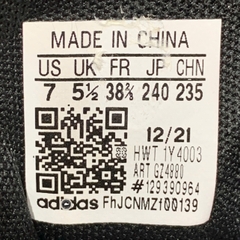 MADE IN CHINA
US UK FR JP CHN
7 5½ 38⅔ 240 235
12/21
HWT 1Y4003
ART GZ4880
#129390964
adidas FhJCNMZf00139